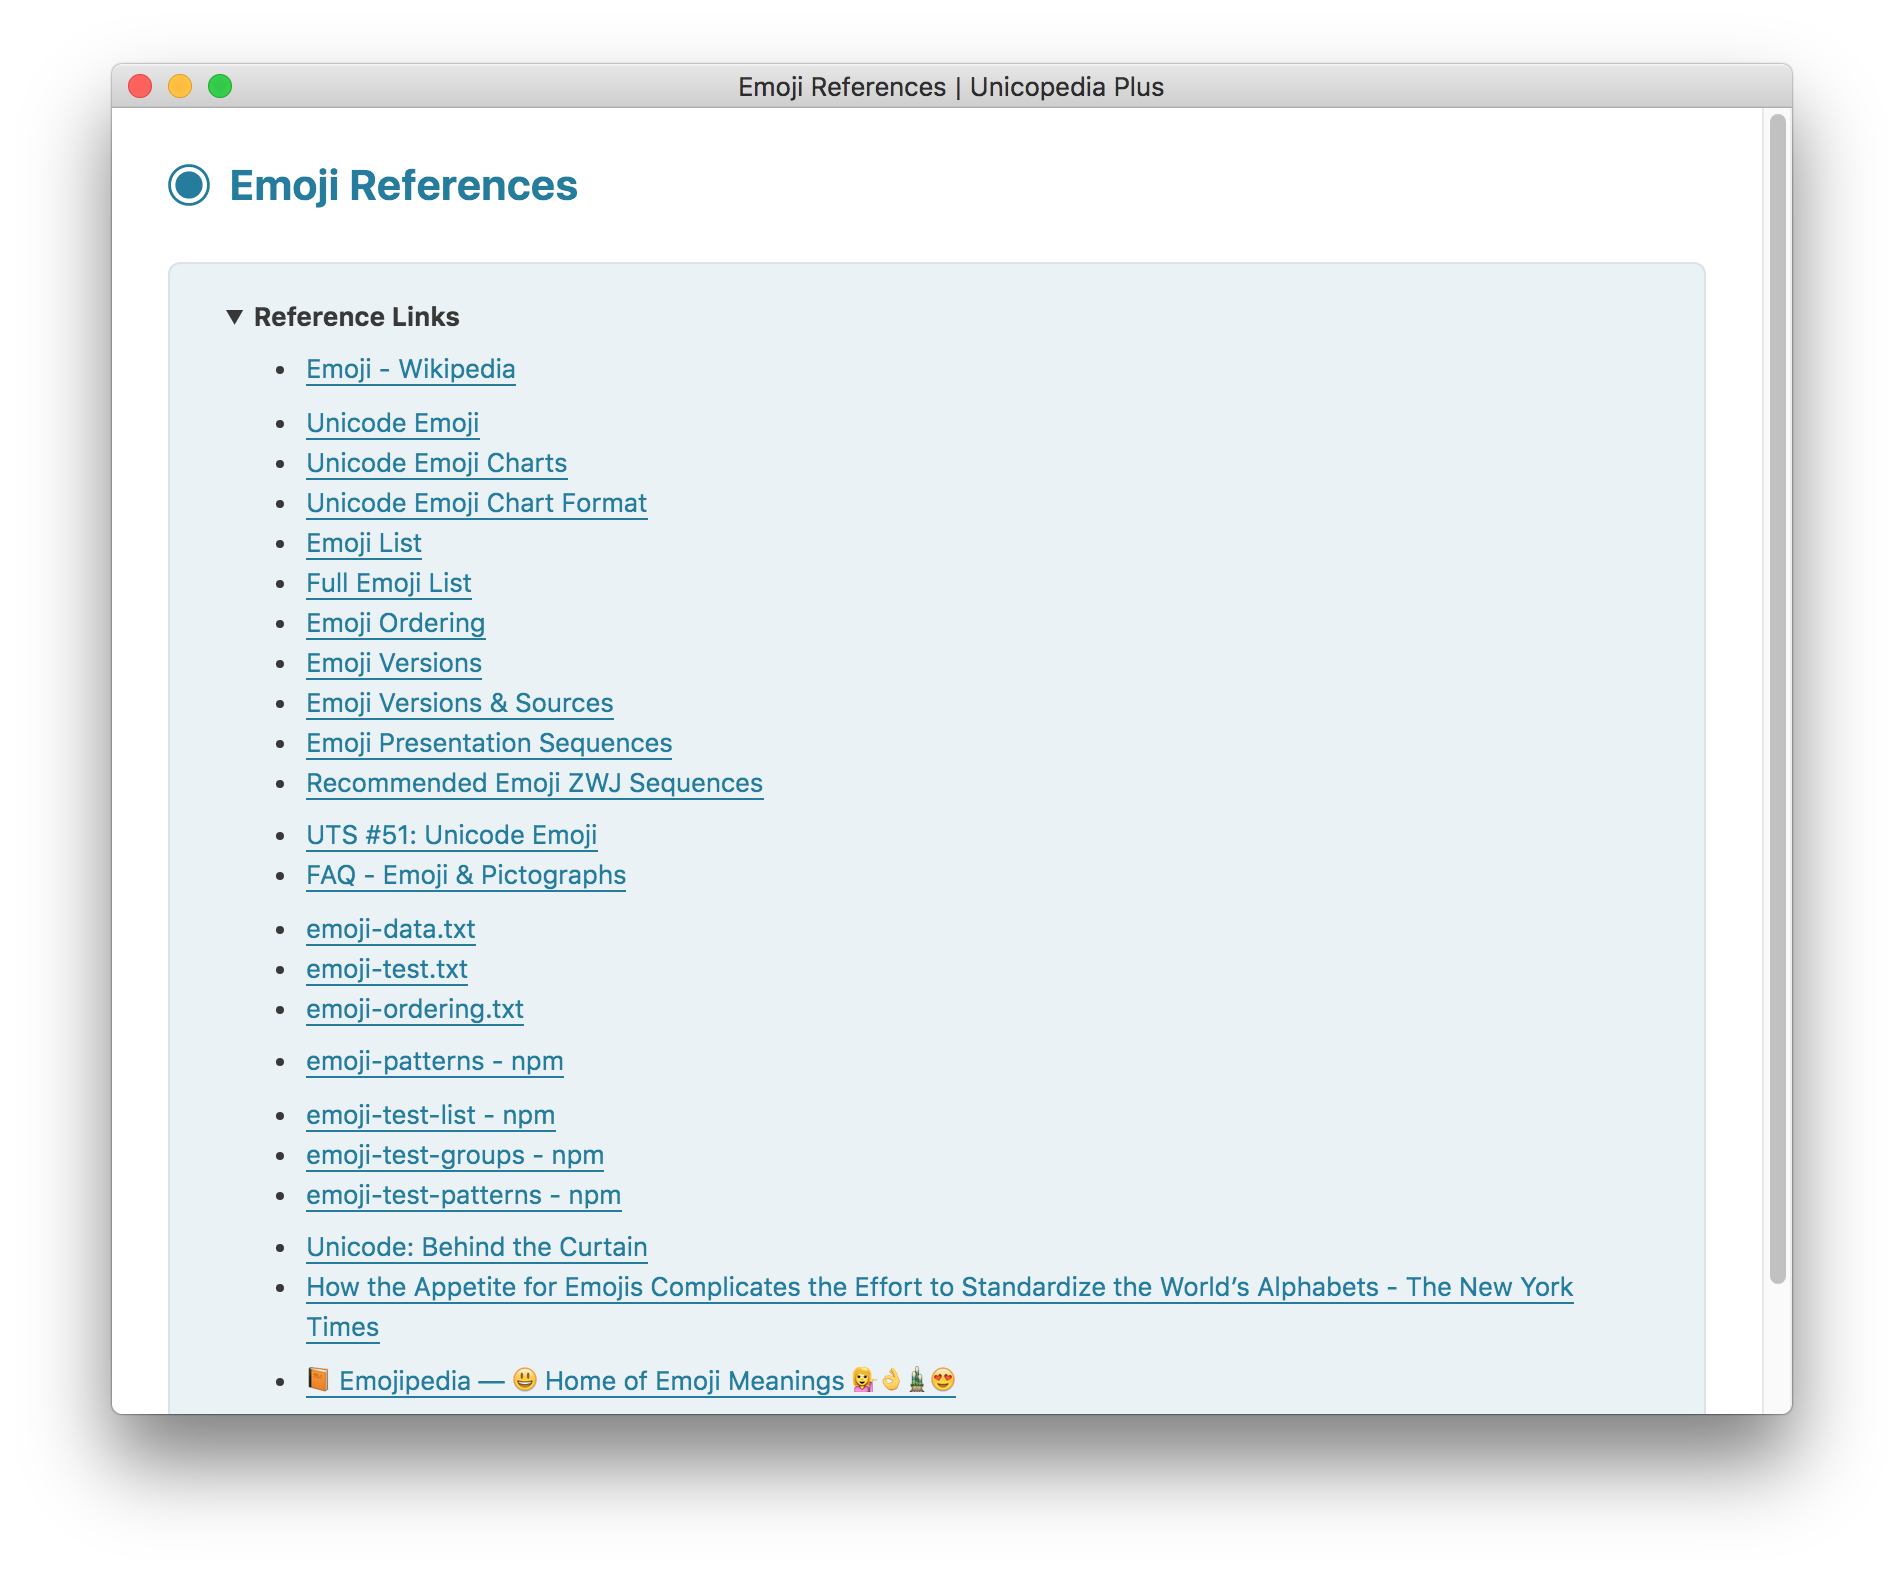 Emoji References | Unicopedia Plus
Emoji References
Reference Links
Emoji - Wikipedia
Unicode Emoji
Unicode Emoji Charts
Unicode Emoji Chart Format
Emoji List
Full Emoji List
Emoji Ordering
Emoji Versions
Emoji Versions & Sources
Emoji Presentation Sequences
Recommended Emoji ZWJ Sequences
UTS #51: Unicode Emoji
FAQ - Emoji & Pictographs
emoji-data.txt
emoji-test.txt
emoji-ordering.txt
emoji-patterns - npm
emoji-test-list - npm
emoji-test-groups - npm
emoji-test-patterns - npm
Unicode: Behind the Curtain
How the Appetite for Emojis Complicates the Effort to Standardize the World’s Alphabets - The New York
Times
📙 Emojipedia — 😃 Home of Emoji Meanings 💁👌🎍😍